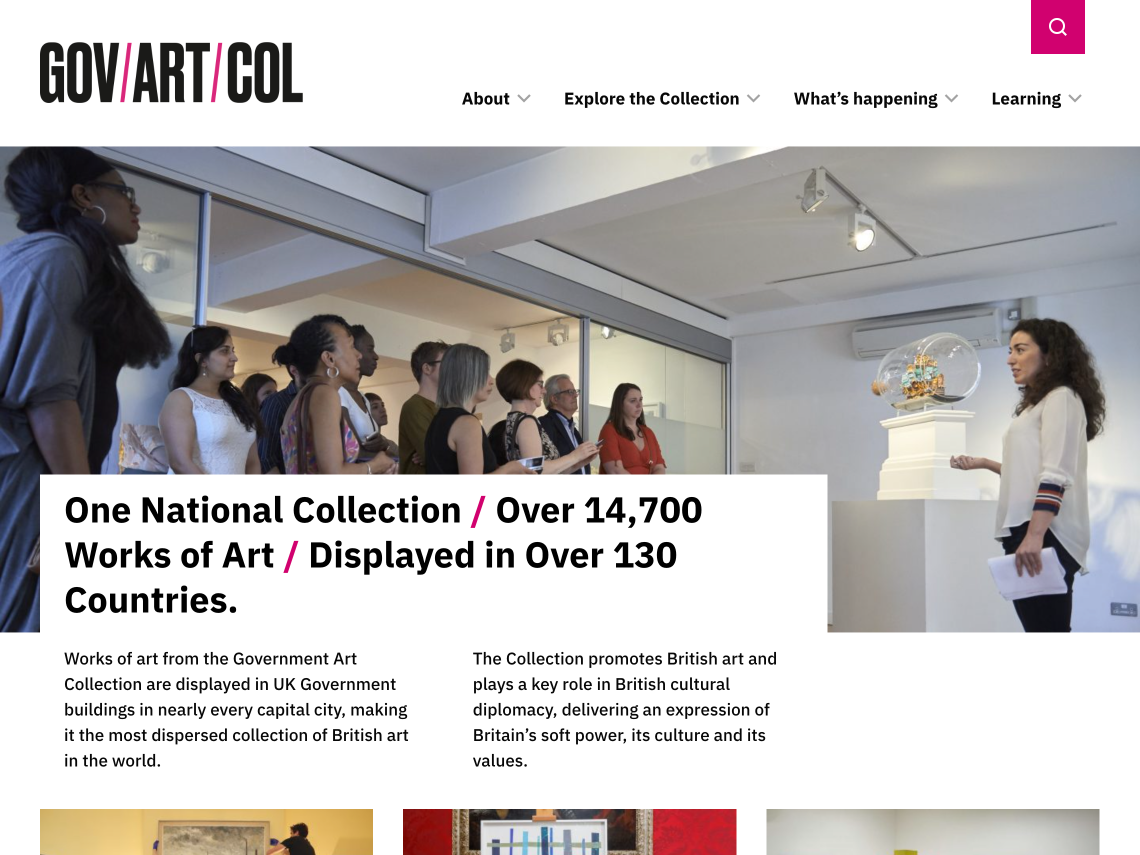 GOV/ART/COL
About
Explore the Collection
What’s happening
Learning
One National Collection / Over 14,700
Works of Art / Displayed in Over 130
Countries.
Works of art from the Government Art
Collection are displayed in UK Government
buildings in nearly every capital city, making
it the most dispersed collection of British art
in the world.
The Collection promotes British art and
plays a key role in British cultural
diplomacy, delivering an expression of
Britain’s soft power, its culture and its
values.